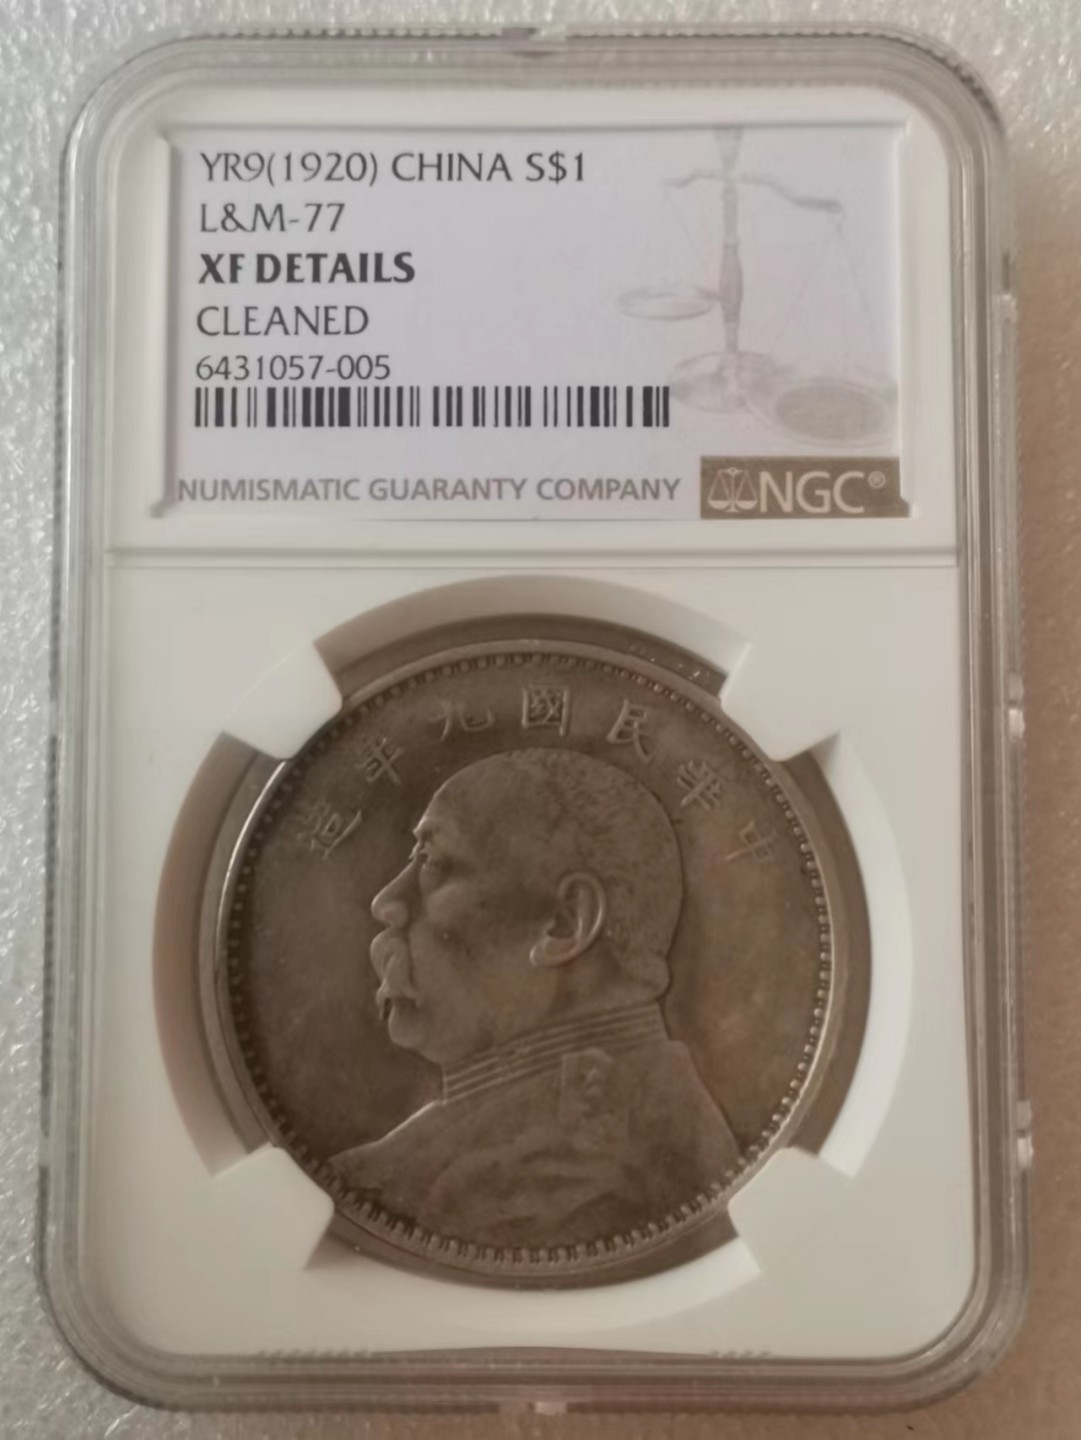 YR9(1920) CHINA S$1
L&M-77
XF DETAILS
CLEANED
6431057-005
NUMISMATIC GUARANTY COMPANY NGC®
造年九國民華中